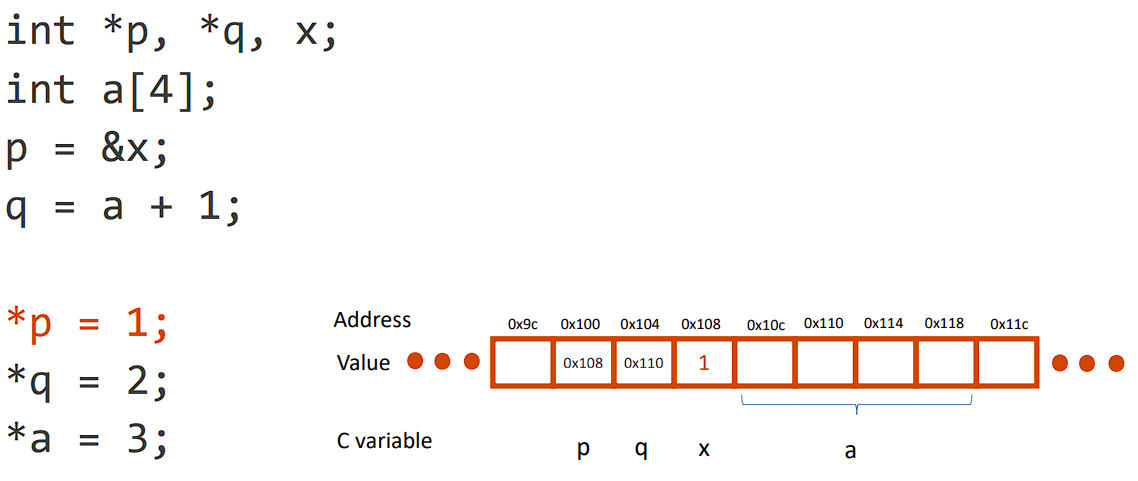 int *p, *q, x;
int a[4];
p = &x;
q = a + 1;
*p = 1;
*q = 2;
*a = 3;
Address 0x9c 0x100 0x104 0x108 0x10c 0x110 0x114 0x118 0x11c
Value 0x108 0x110 1
C variable p q x a